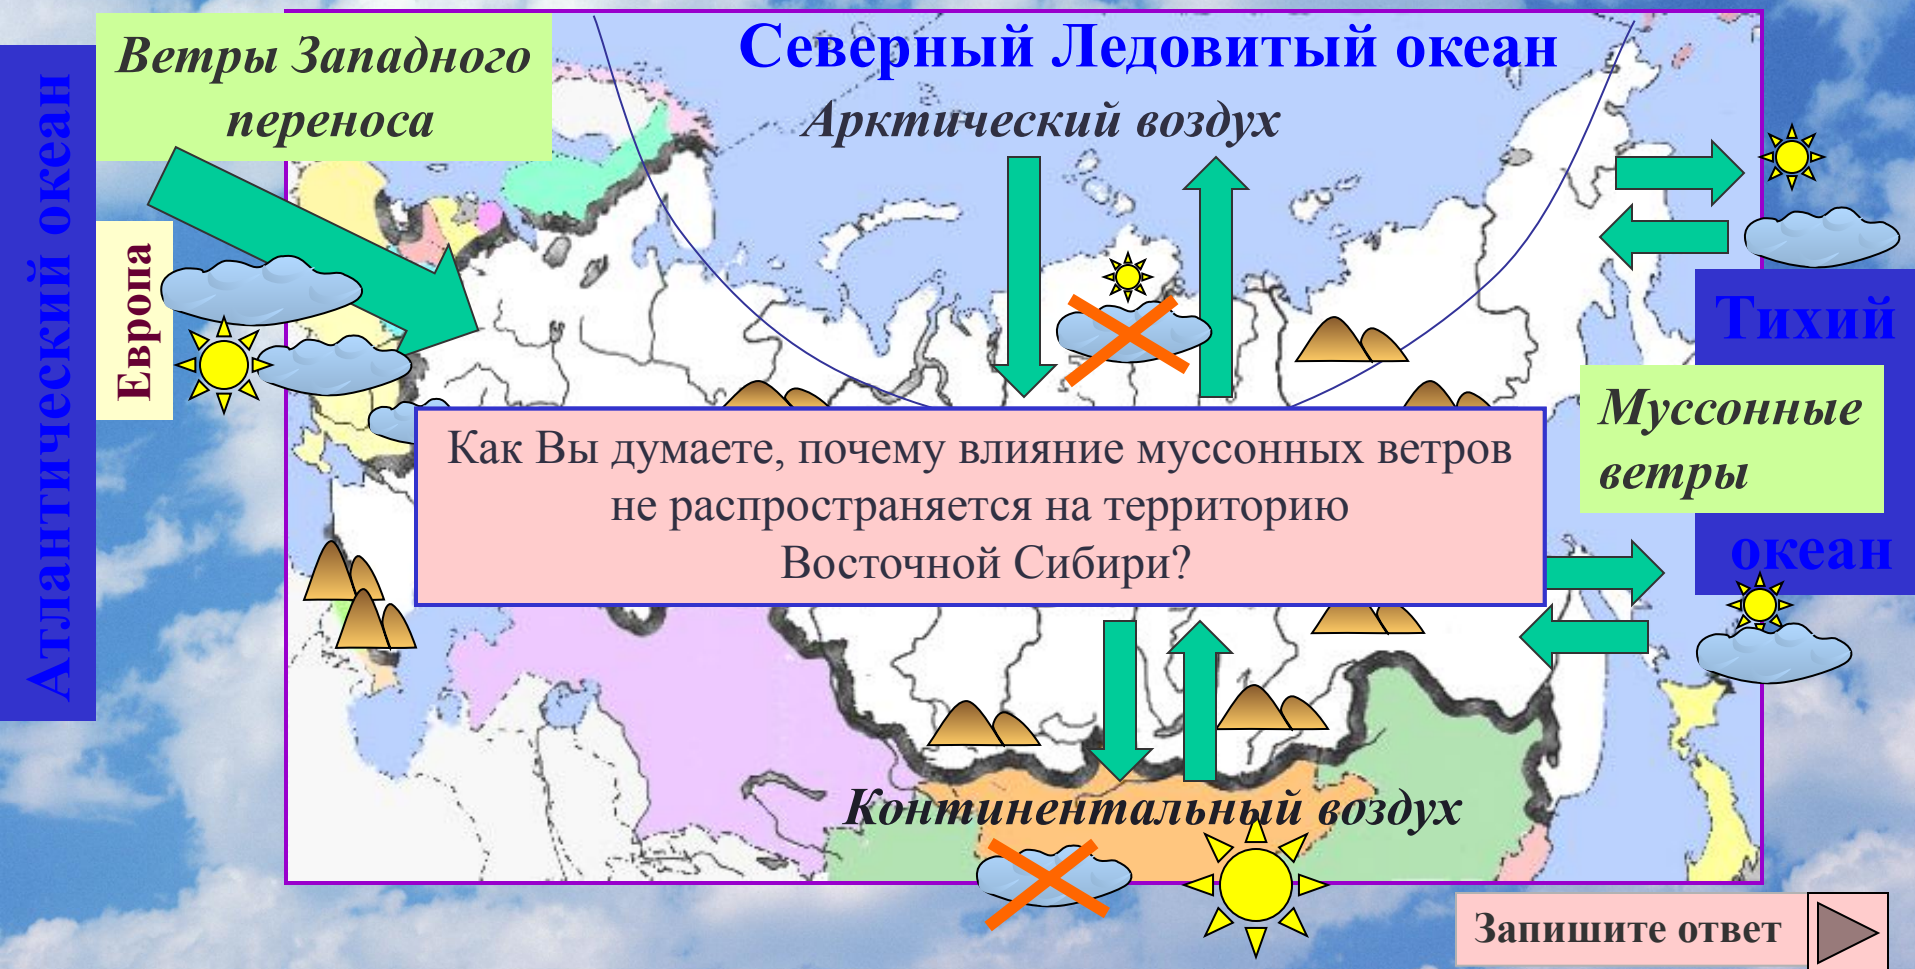 Ветры Западного
переноса
Северный Ледовитый океан
Арктический воздух
Атлантический океан
Европа
Тихий
Муссонные
ветры
океан
Как Вы думаете, почему влияние муссонных ветров
не распространяется на территорию
Восточной Сибири?
Континентальный воздух
Запишите ответ